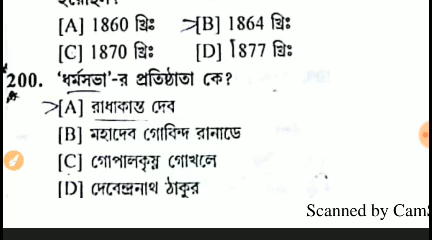 [A] 1860 খ্রিঃ [B] 1864 খ্রিঃ
[C] 1870 খ্রিঃ [D] 1877 খ্রিঃ
200. 'ধর্মসভা'-র প্রতিষ্ঠাতা কে?
[A] রাধাকান্ত দেব
[B] মহাদেব গোবিন্দ রানাডে
[C] গোপালকৃষ্ণ গোখলে
[D] দেবেন্দ্রনাথ ঠাকুর
Scanned by Cam